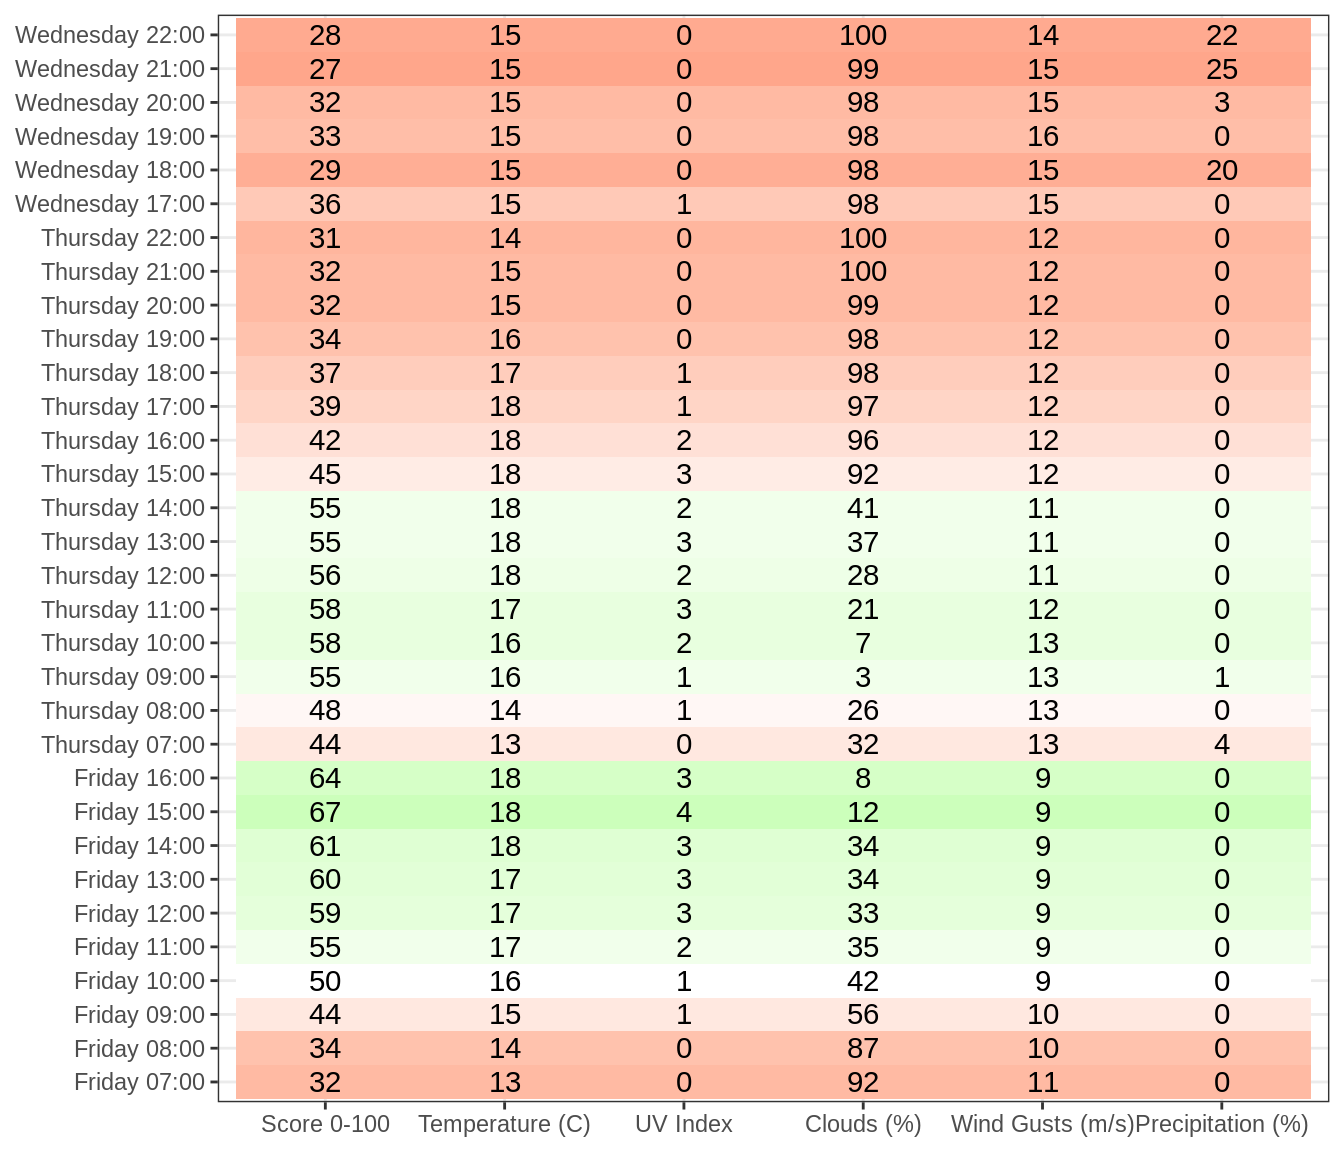 Wednesday 22:00 28 15 0 100 14 22
Wednesday 21:00 27 15 0 99 15 25
Wednesday 20:00 32 15 0 98 15 3
Wednesday 19:00 33 15 0 98 16 0
Wednesday 18:00 29 15 0 98 15 20
Wednesday 17:00 36 15 1 98 15 0
Thursday 22:00 31 14 0 100 12 0
Thursday 21:00 32 15 0 100 12 0
Thursday 20:00 32 15 0 99 12 0
Thursday 19:00 34 16 0 98 12 0
Thursday 18:00 37 17 1 98 12 0
Thursday 17:00 39 18 1 97 12 0
Thursday 16:00 42 18 2 96 12 0
Thursday 15:00 45 18 3 92 12 0
Thursday 14:00 55 18 2 41 11 0
Thursday 13:00 55 18 3 37 11 0
Thursday 12:00 56 18 2 28 11 0
Thursday 11:00 58 17 3 21 12 0
Thursday 10:00 58 16 2 7 13 0
Thursday 09:00 55 16 1 3 13 1
Thursday 08:00 48 14 1 26 13 0
Thursday 07:00 44 13 0 32 13 4
Friday 16:00 64 18 3 8 9 0
Friday 15:00 67 18 4 12 9 0
Friday 14:00 61 18 3 34 9 0
Friday 13:00 60 17 3 34 9 0
Friday 12:00 59 17 3 33 9 0
Friday 11:00 55 17 2 35 9 0
Friday 10:00 50 16 1 42 9 0
Friday 09:00 44 15 1 56 10 0
Friday 08:00 34 14 0 87 10 0
Friday 07:00 32 13 0 92 11 0
Score 0-100 Temperature (C) UV Index Clouds (%) Wind Gusts (m/s) Precipitation (%)